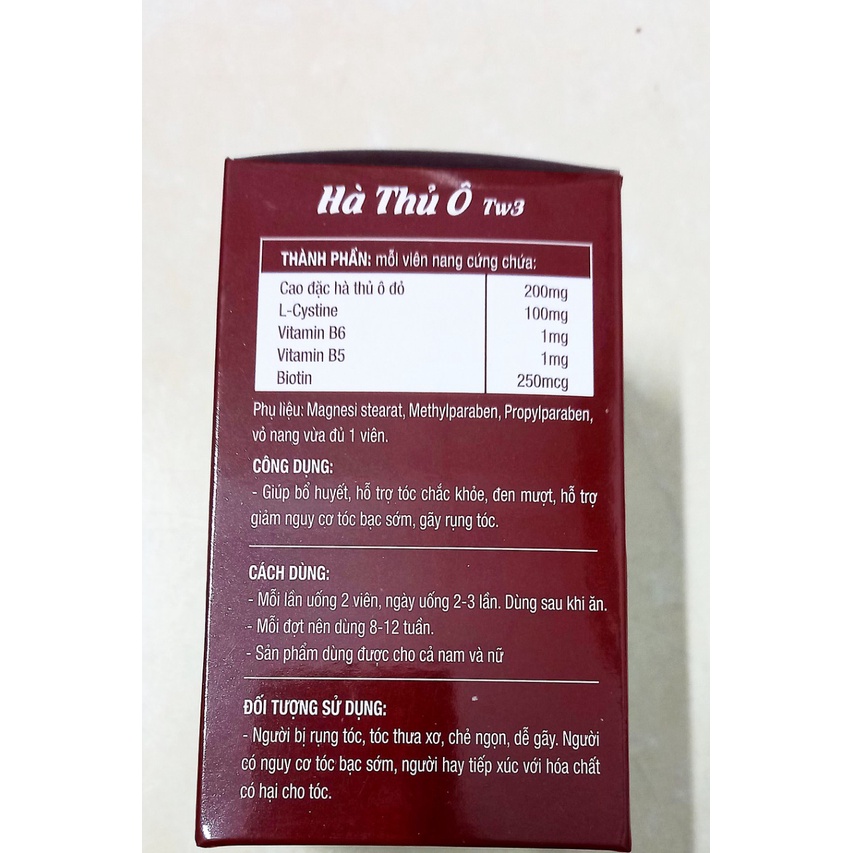 Hà Thủ Ô Tw3
THÀNH PHẦN: mỗi viên nang cứng chứa:
Cao đặc hà thủ ô đỏ 200mg
L-Cystine 100mg
Vitamin B6 1mg
Vitamin B5 1mg
Biotin 250mcg
Phụ liệu: Magnesi stearat, Methylparaben, Propylparaben,
vỏ nang vừa đủ 1 viên.
CÔNG DỤNG:
- Giúp bổ huyết, hỗ trợ tóc chắc khỏe, đen mượt, hỗ trợ
giảm nguy cơ tóc bạc sớm, gãy rụng tóc.
CÁCH DÙNG:
- Mỗi lần uống 2 viên, ngày uống 2-3 lần. Dùng sau khi ăn.
- Mỗi đợt nên dùng 8-12 tuần.
- Sản phẩm dùng được cho cả nam và nữ
ĐỐI TƯỢNG SỬ DỤNG:
- Người bị rụng tóc, tóc thưa xơ, chẻ ngọn, dễ gãy. Người
có nguy cơ tóc bạc sớm, người hay tiếp xúc với hóa chất
có hại cho tóc.